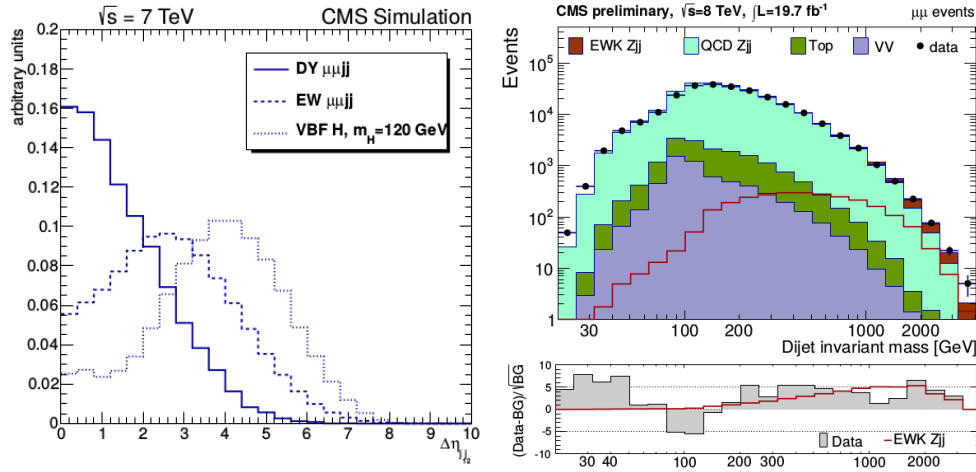 √s = 7 TeV CMS Simulation
arbitrary units
0.2
0.18
0.16
0.14
0.12
0.1
0.08
0.06
0.04
0.02
0
DY μμjj
EW μμjj
VBF H, m_H=120 GeV
0 1 2 3 4 5 6 7 8 9 10
Δη
CMS preliminary, √s=8 TeV, ∫L=19.7 fb⁻¹ μμ events
EWK Zjj QCD Zjj Top VV data
Events
10⁵
10⁴
10³
10²
10
1
30 100 200 1000 2000
Dijet invariant mass [GeV]
(Data-BG)/√BG
10
5
0
-5
-10
Data EWK Zjj
30 40 100 200 300 1000 2000